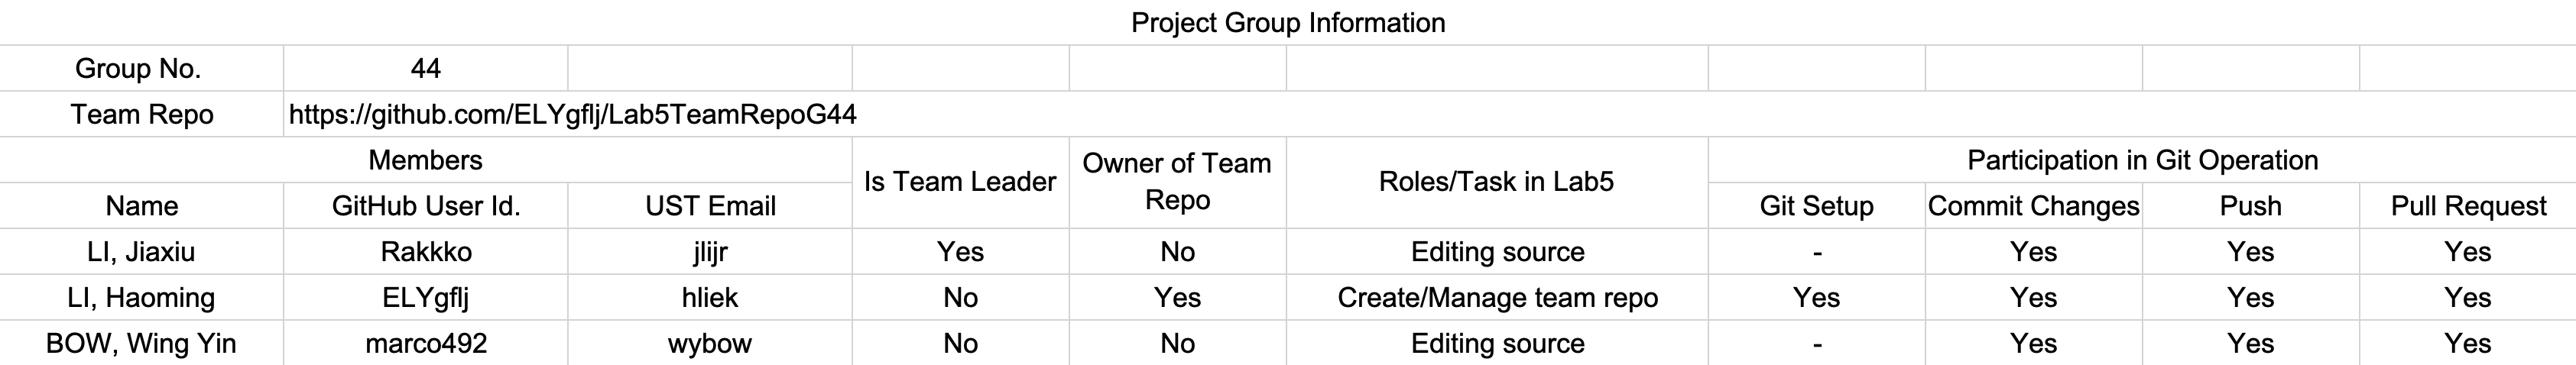 Project Group Information
Group No. 44
Team Repo https://github.com/ELYgflj/Lab5TeamRepoG44
Members Is Team Leader Owner of Team Repo Roles/Task in Lab5 Participation in Git Operation
Name GitHub User Id. UST Email Git Setup Commit Changes Push Pull Request
LI, Jiaxiu Rakkko jlijr Yes No Editing source - Yes Yes Yes
LI, Haoming ELYgflj hliek No Yes Create/Manage team repo Yes Yes Yes Yes
BOW, Wing Yin marco492 wybow No No Editing source - Yes Yes Yes